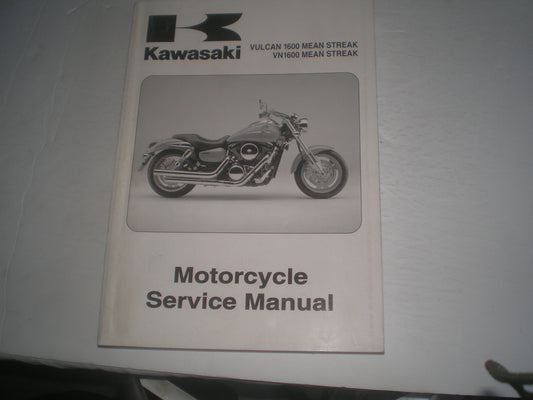 Kawasaki
VULCAN 1600 MEAN STREAK
VN1600 MEAN STREAK
Motorcycle
Service Manual